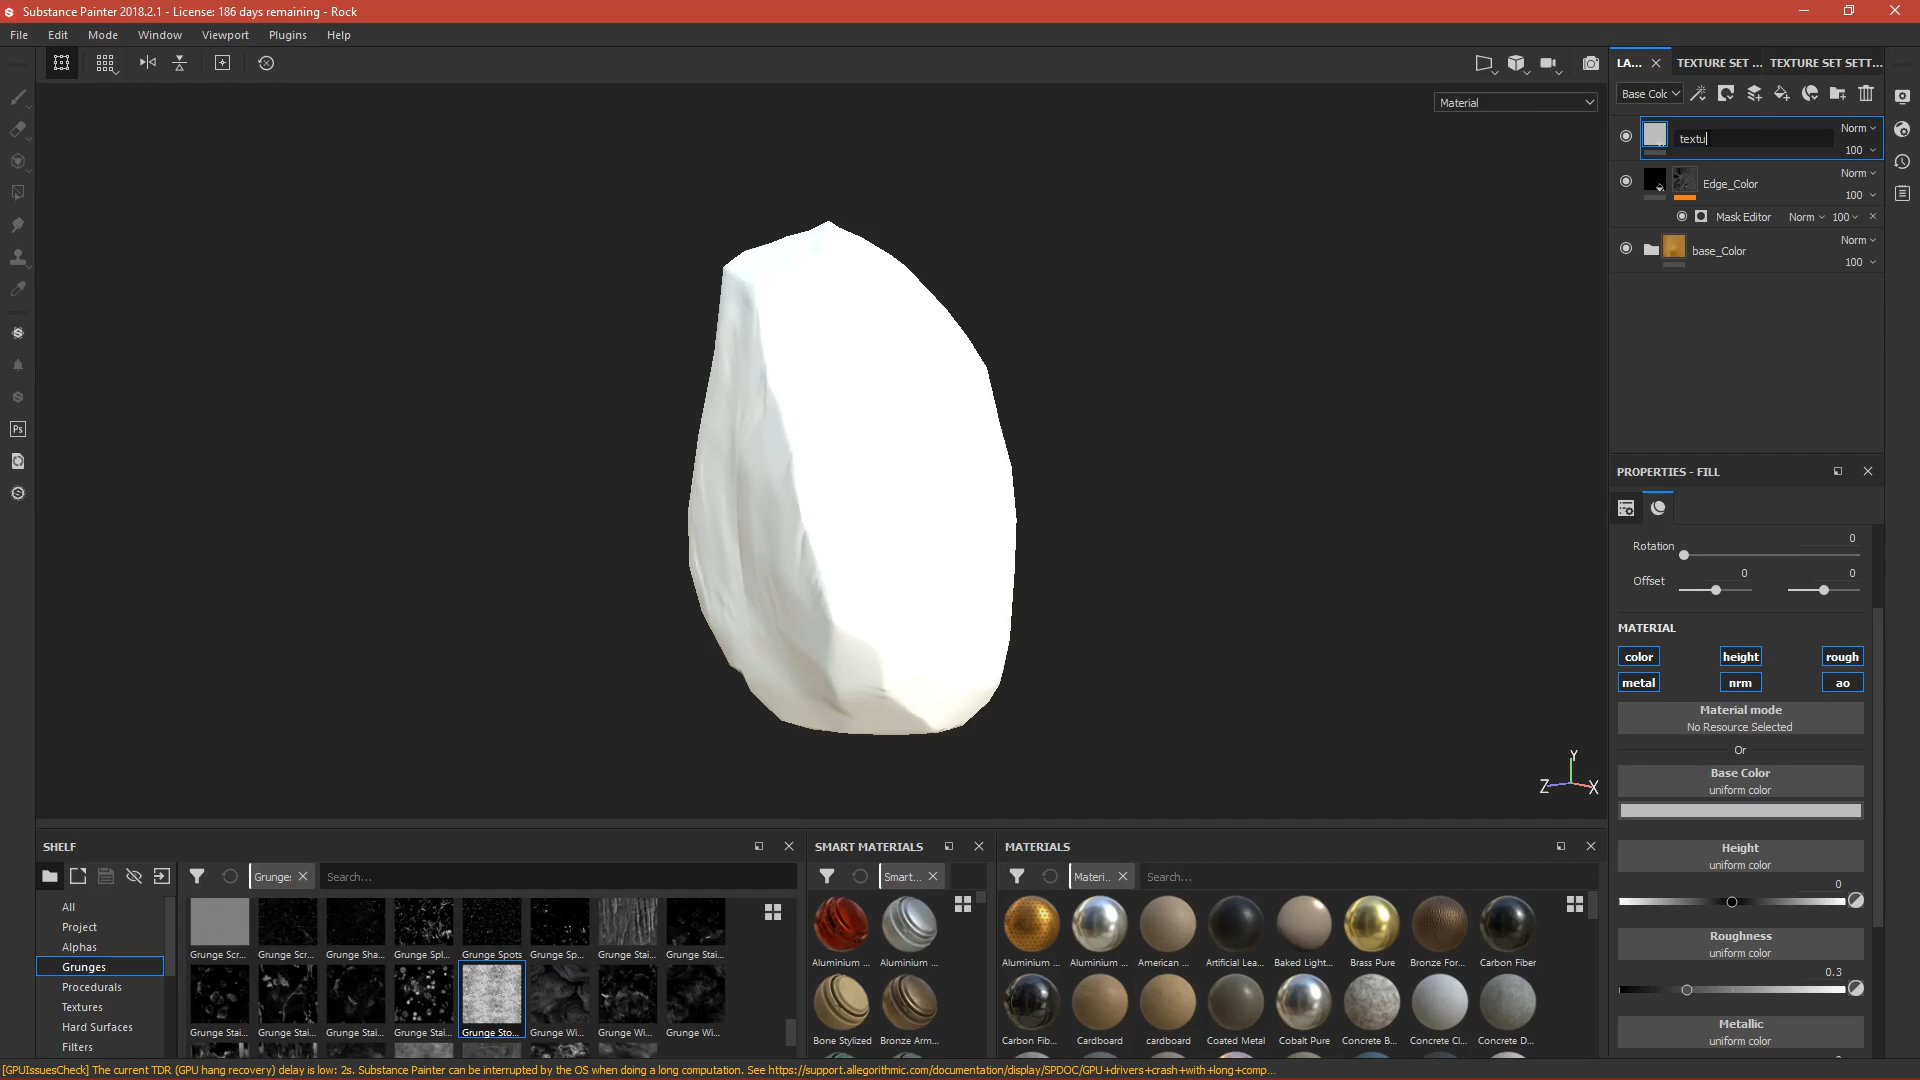 Substance Painter 2018.2.1 - License: 186 days remaining - Rock
File Edit Mode Window Viewport Plugins Help
LA... TEXTURE SET ... TEXTURE SET SETT...
Material
Base Colc
textu
Norm
100
Edge_Color
Norm
100
Mask Editor Norm 100
base_Color
Norm
100
PROPERTIES - FILL
Rotation 0
Offset 0 0
MATERIAL
color height rough
metal nrm ao
Material mode
No Resource Selected
Or
Base Color
uniform color
Height
uniform color
0
Roughness
uniform color
0.3
Metallic
uniform color
Ps
Y
Z X
SHELF
Grunge: Search...
All
Project
Alphas
Grunges
Procedurals
Textures
Hard Surfaces
Filters
Grunge Scr... Grunge Scr... Grunge Sha... Grunge Spl... Grunge Spots Grunge Sp... Grunge Stai... Grunge Stai...
Grunge Stai... Grunge Stai... Grunge Stai... Grunge Stai... Grunge Sto... Grunge Wi... Grunge Wi... Grunge Wi...
SMART MATERIALS
Smart...
Aluminium ... Aluminium ...
Bone Stylized Bronze Arm...
MATERIALS
Materi.. Search...
Aluminium ... Aluminium ... American ... Artificial Lea... Baked Light... Brass Pure Bronze For... Carbon Fiber
Carbon Fib... Cardboard cardboard Coated Metal Cobalt Pure Concrete B... Concrete Cl... Concrete D...
[GPUIssuesCheck] The current TDR (GPU hang recovery) delay is low: 2s. Substance Painter can be interrupted by the OS when doing a long computation. See https://support.allegorithmic.com/documentation/display/SPDOC/GPU+drivers+crash+with+long+comp...